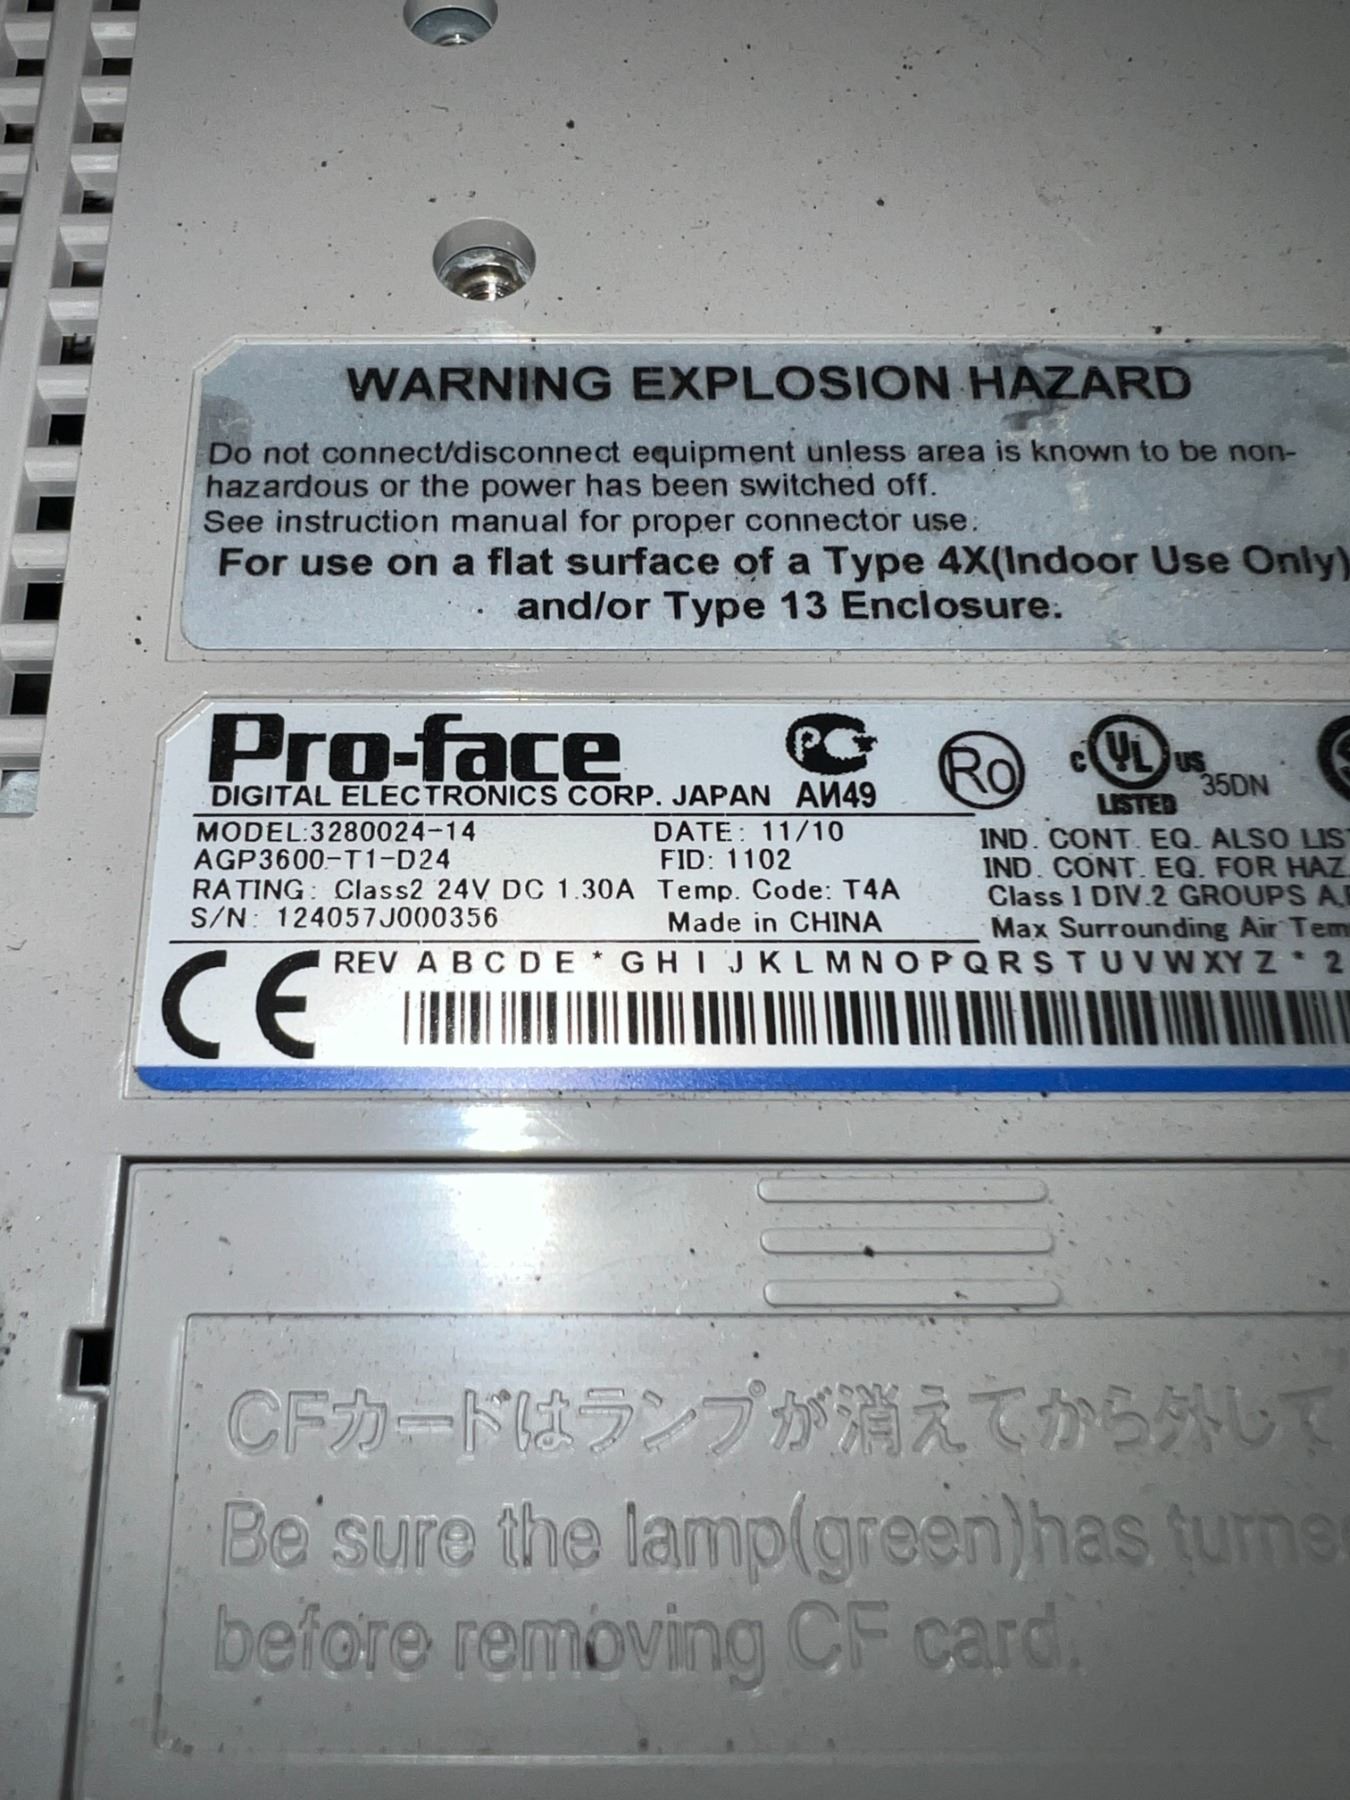 WARNING EXPLOSION HAZARD
Do not connect/disconnect equipment unless area is known to be non-
hazardous or the power has been switched off.
See instruction manual for proper connector use.
For use on a flat surface of a Type 4X(Indoor Use Only)
and/or Type 13 Enclosure.
Pro-face
DIGITAL ELECTRONICS CORP. JAPAN
PC
АИ49
Ro
C UL US
LISTED
35DN
MODEL:3280024-14
DATE: 11/10
AGP3600-T1-D24
FID: 1102
RATING: Class2 24V DC 1.30A
Temp. Code: T4A
S/N: 124057J000356
Made in CHINA
IND. CONT. EQ. ALSO LIS
IND. CONT. EQ. FOR HAZ.
Class I DIV.2 GROUPS A,
Max Surrounding Air Tem
CE
REV A B C D E * G H I J K L M N O P Q R S T U V W X Y Z * 2
CFカードはランプが消えてから外して
Be sure the lamp(green)has turne
before removing CF card.